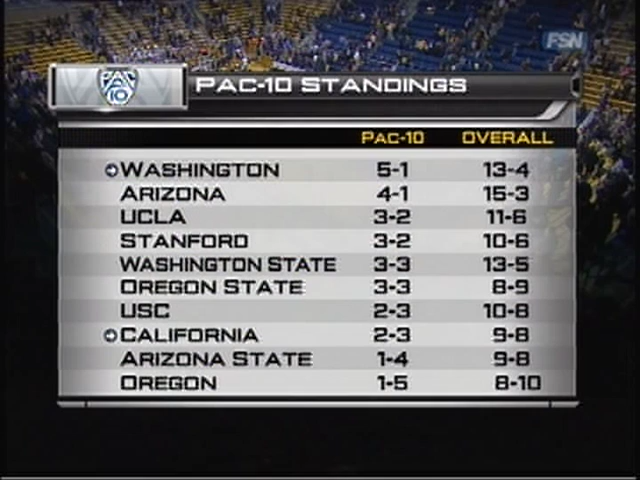 FSN
PAC 10
PAC-10 STANDINGS
PAC-10 OVERALL
WASHINGTON 5-1 13-4
ARIZONA 4-1 15-3
UCLA 3-2 11-6
STANFORD 3-2 10-6
WASHINGTON STATE 3-3 13-5
OREGON STATE 3-3 8-9
USC 2-3 10-8
CALIFORNIA 2-3 9-8
ARIZONA STATE 1-4 9-8
OREGON 1-5 8-10